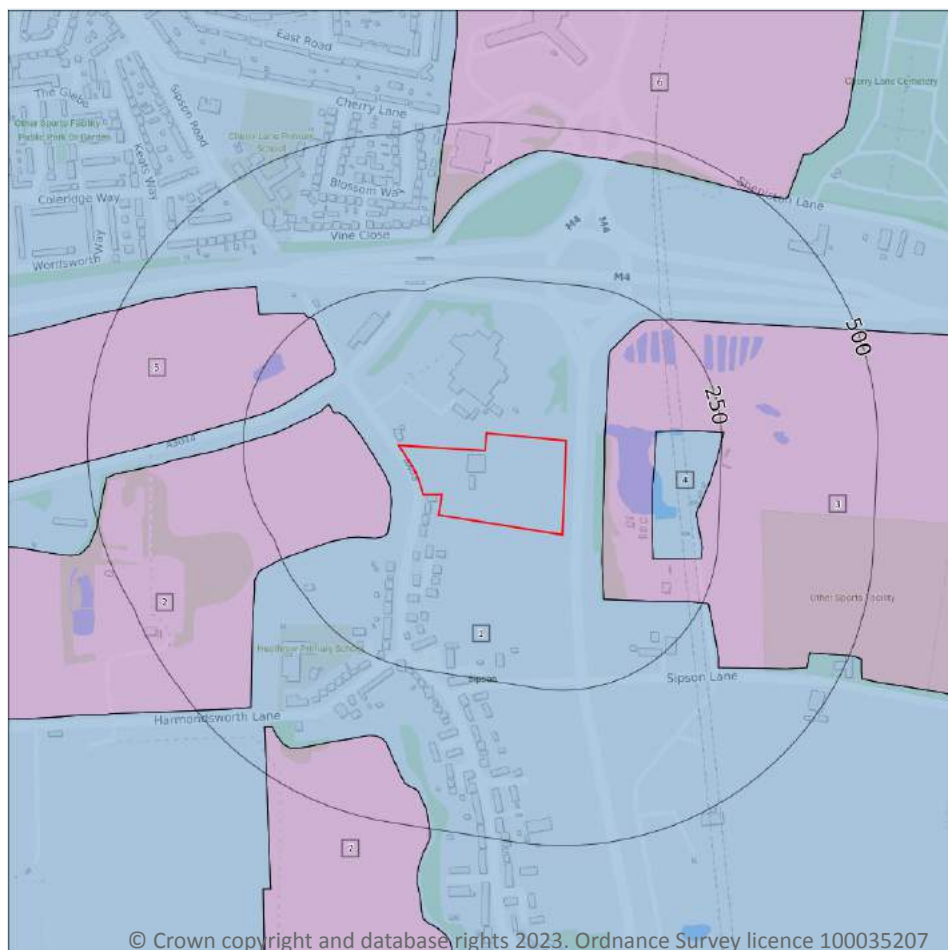 East Road
6
The Glebe
Sipson Road
Cherry Lane Cemetery
Cherry Lane
Other Sports Facility
Public Park Or Garden
Keats Way
Cherry Lane Primary
School
Blossom Way
Coleridge Way
Shepiston Lane
Vine Close
Wordsworth
Way
M4
M4
M4
500
5
250
A3044
4
3
2
Other Sports Facility
1
Heathrow Primary School
Sipson
Sipson Lane
Harmondsworth Lane
7
© Crown copyright and database rights 2023. Ordnance Survey licence 100035207